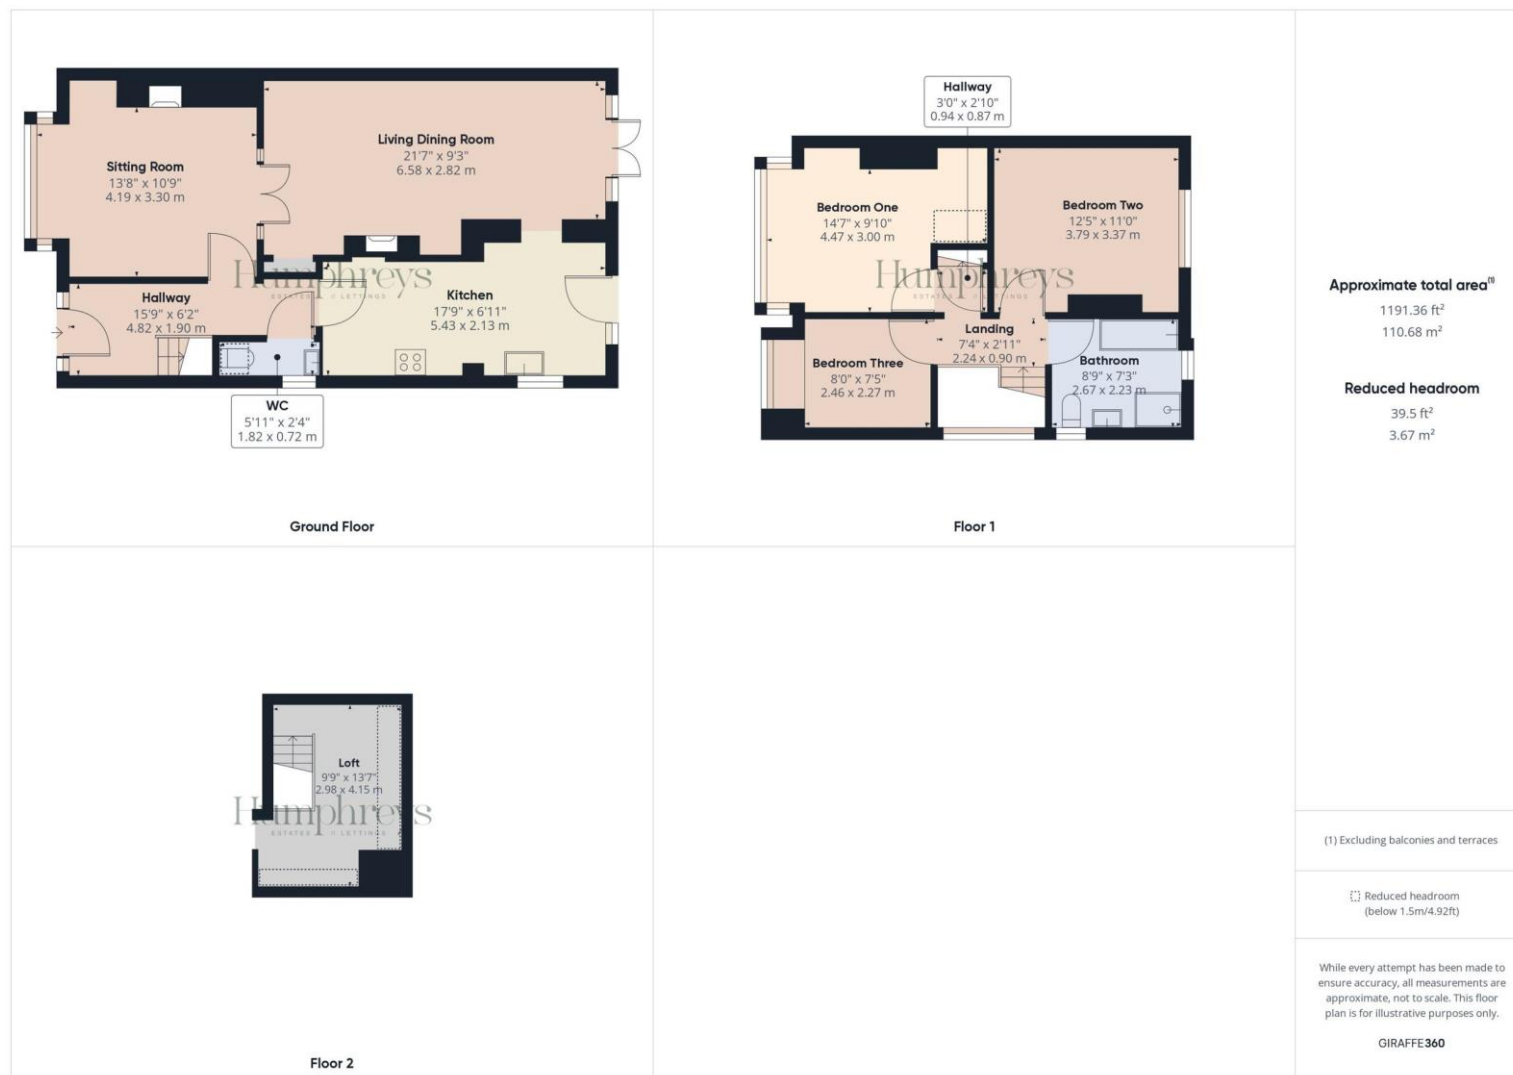 Hallway
3'0" x 2'10"
0.94 x 0.87 m
Living Dining Room
21'7" x 9'3"
6.58 x 2.82 m
Sitting Room
13'8" x 10'9"
4.19 x 3.30 m
Humphreys
ESTATES & LETTINGS
Hallway
15'9" x 6'2"
4.82 x 1.90 m
Kitchen
17'9" x 6'11"
5.43 x 2.13 m
WC
5'11" x 2'4"
1.82 x 0.72 m
Ground Floor
Bedroom One
14'7" x 9'10"
4.47 x 3.00 m
Bedroom Two
12'5" x 11'0"
3.79 x 3.37 m
Humphreys
ESTATES & LETTINGS
Landing
7'4" x 2'11"
2.24 x 0.90 m
Bedroom Three
8'0" x 7'5"
2.46 x 2.27 m
Bathroom
8'9" x 7'3"
2.67 x 2.23 m
Floor 1
Loft
9'9" x 13'7"
2.98 x 4.15 m
Humphreys
ESTATES & LETTINGS
Floor 2
Approximate total area(1)
1191.36 ft²
110.68 m²
Reduced headroom
39.5 ft²
3.67 m²
(1) Excluding balconies and terraces
Reduced headroom
(below 1.5m/4.92ft)
While every attempt has been made to
ensure accuracy, all measurements are
approximate, not to scale. This floor
plan is for illustrative purposes only.
GIRAFFE360